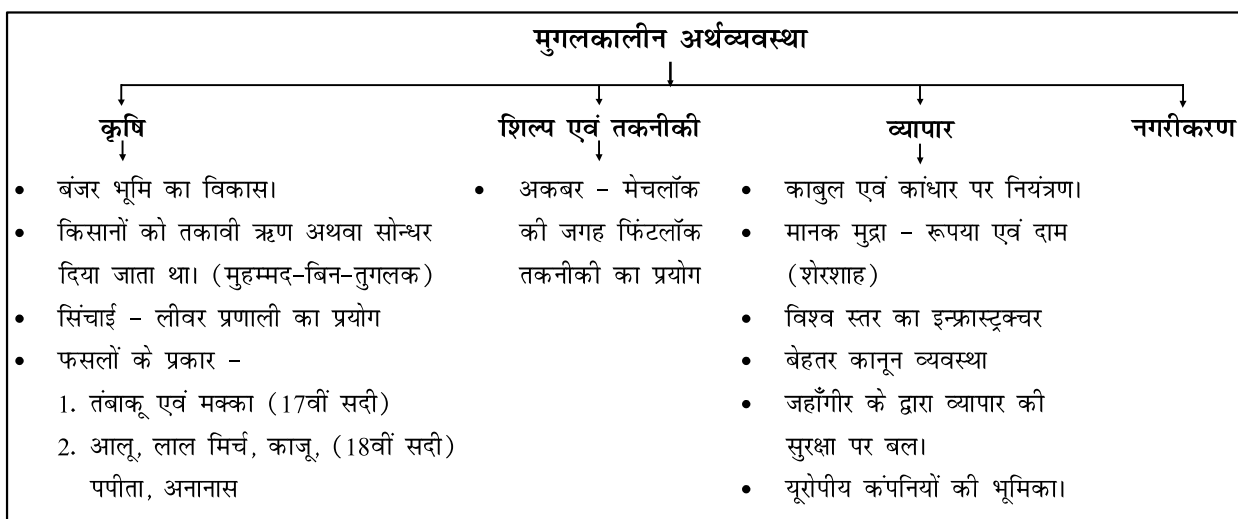 मुगलकालीन अर्थव्यवस्था
कृषि
बंजर भूमि का विकास।
किसानों को तकावी ऋण अथवा सोन्धर
दिया जाता था। (मुहम्मद-बिन-तुगलक)
सिंचाई - लीवर प्रणाली का प्रयोग
फसलों के प्रकार -
1. तंबाकू एवं मक्का (17वीं सदी)
2. आलू, लाल मिर्च, काजू, (18वीं सदी)
पपीता, अनानास
शिल्प एवं तकनीकी
अकबर - मेचलॉक
की जगह फिंटलॉक
तकनीकी का प्रयोग
व्यापार
काबुल एवं कांधार पर नियंत्रण।
मानक मुद्रा - रूपया एवं दाम
(शेरशाह)
विश्व स्तर का इन्फ्रास्ट्रक्चर
बेहतर कानून व्यवस्था
जहाँगीर के द्वारा व्यापार की
सुरक्षा पर बल।
यूरोपीय कंपनियों की भूमिका।
नगरीकरण